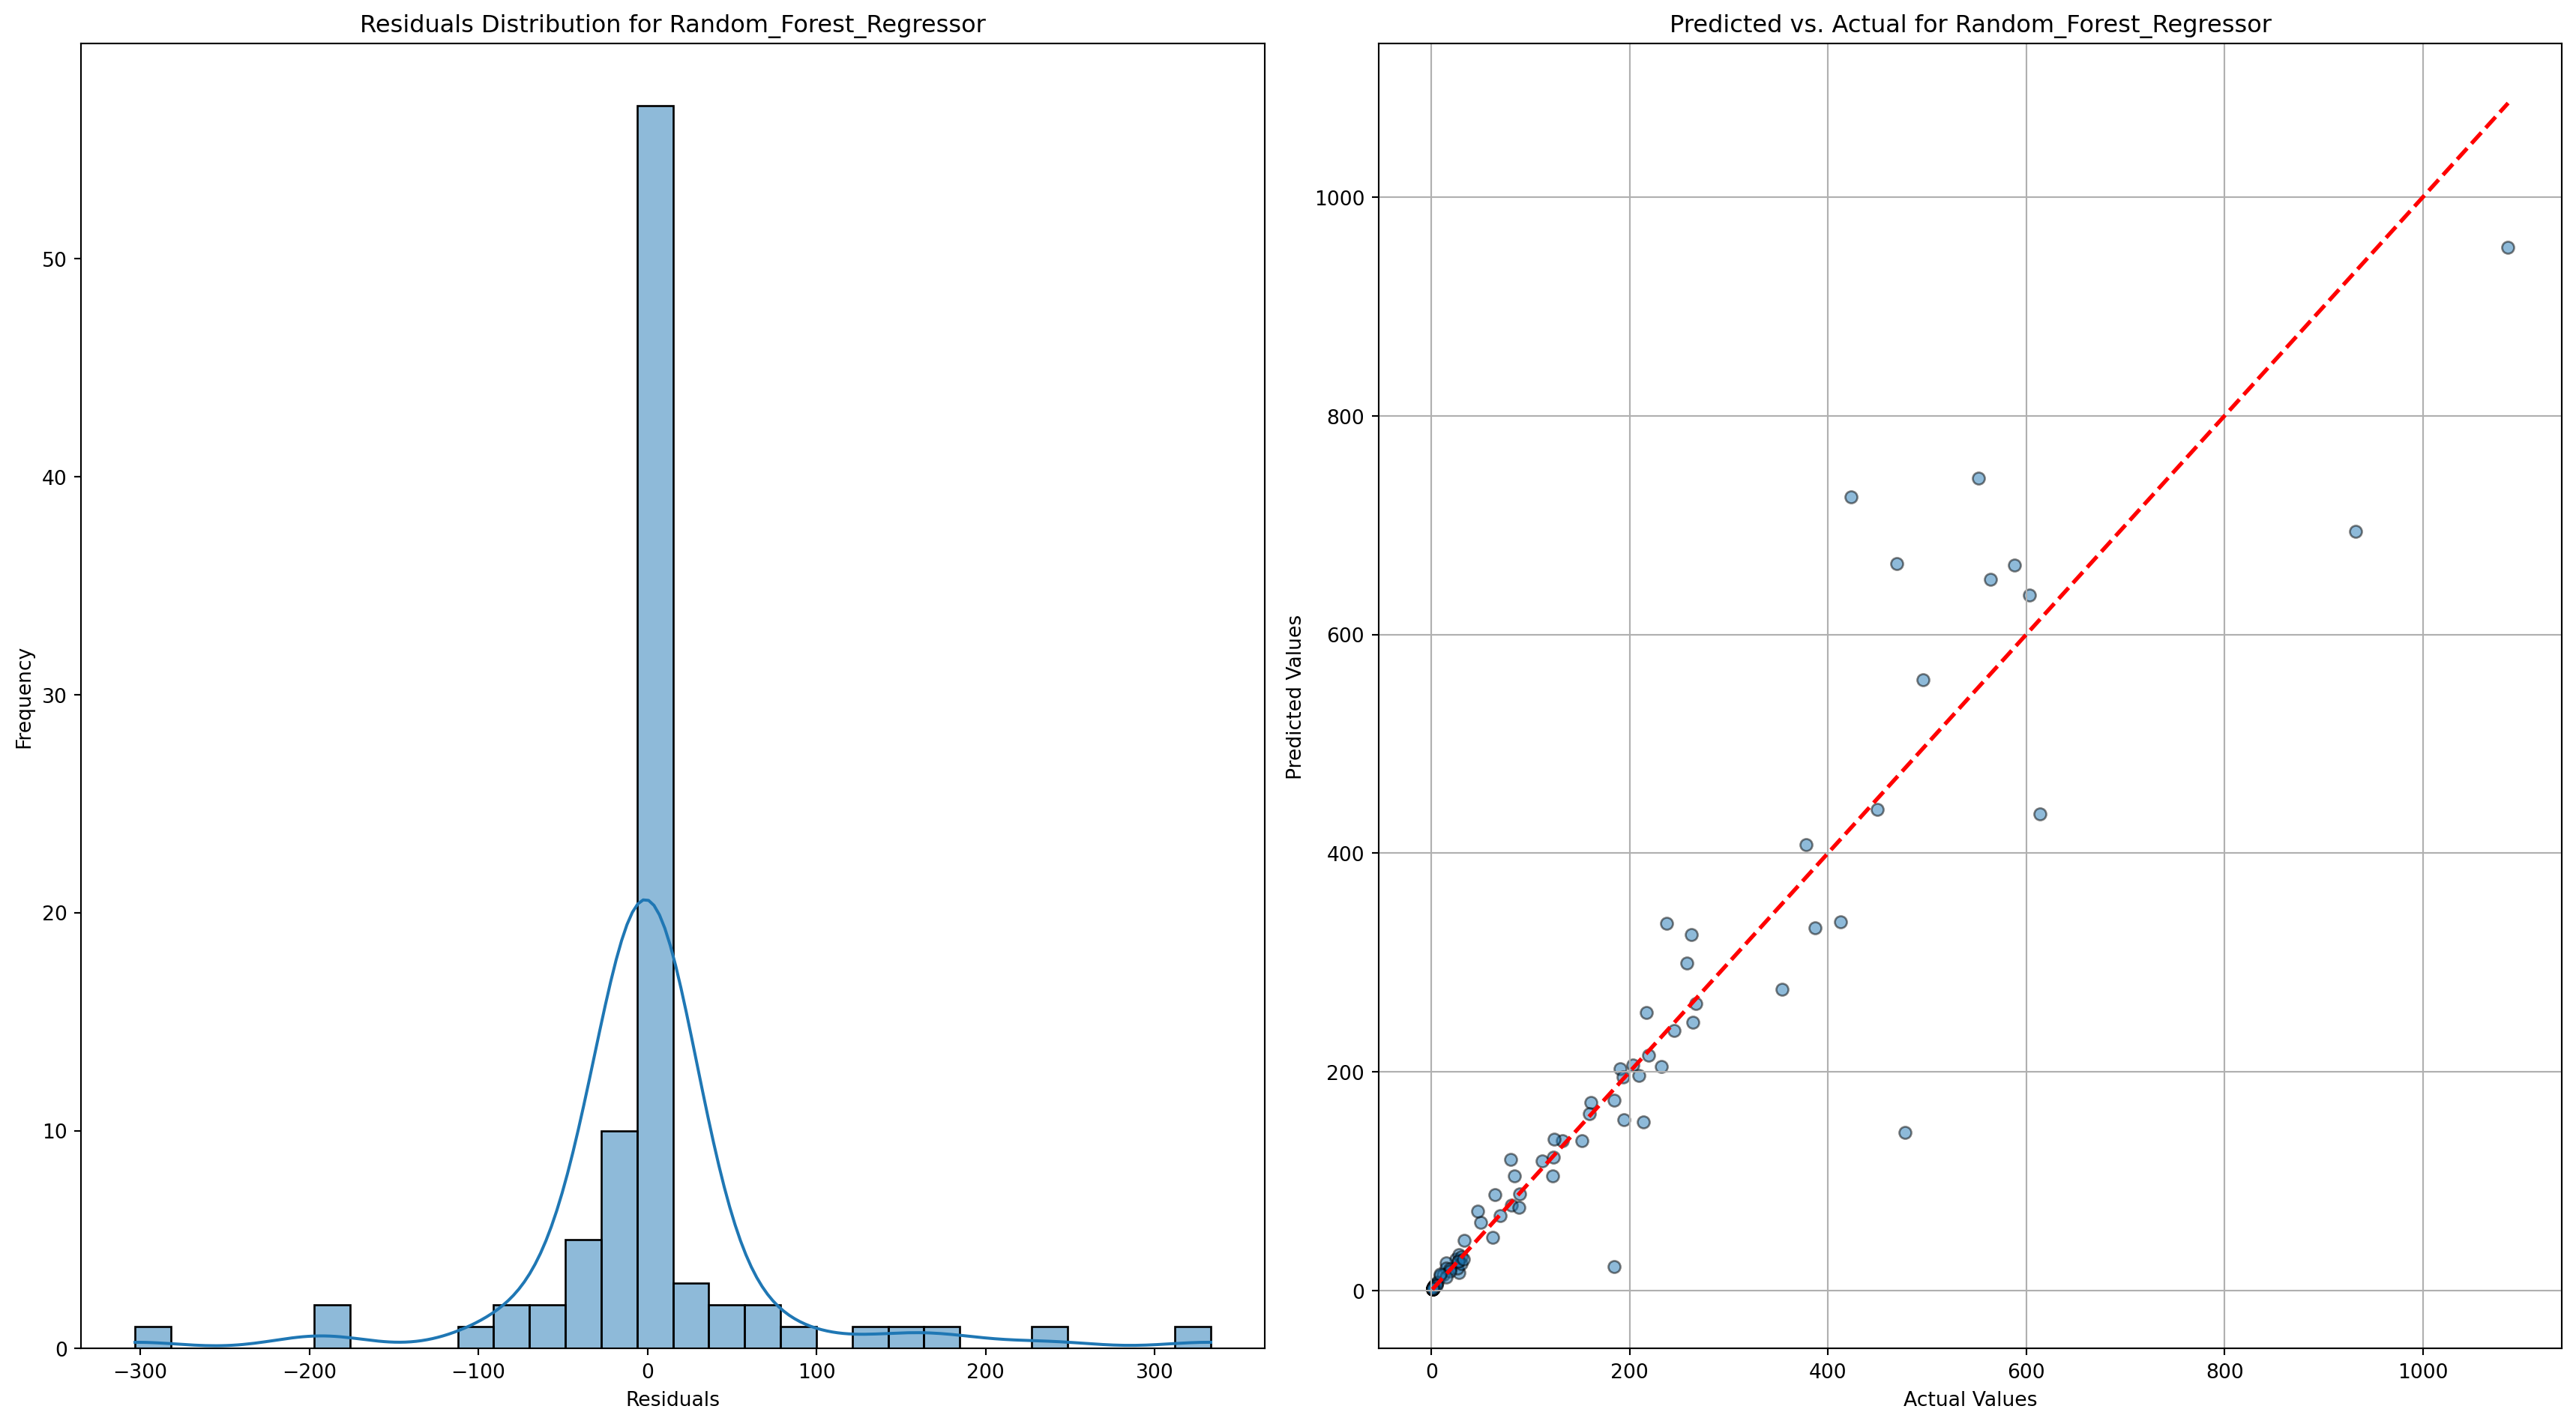 Residuals Distribution for Random_Forest_Regressor
Frequency
50
40
30
20
10
0
−300 −200 −100 0 100 200 300
Residuals
Predicted vs. Actual for Random_Forest_Regressor
Predicted Values
1000
800
600
400
200
0
0 200 400 600 800 1000
Actual Values